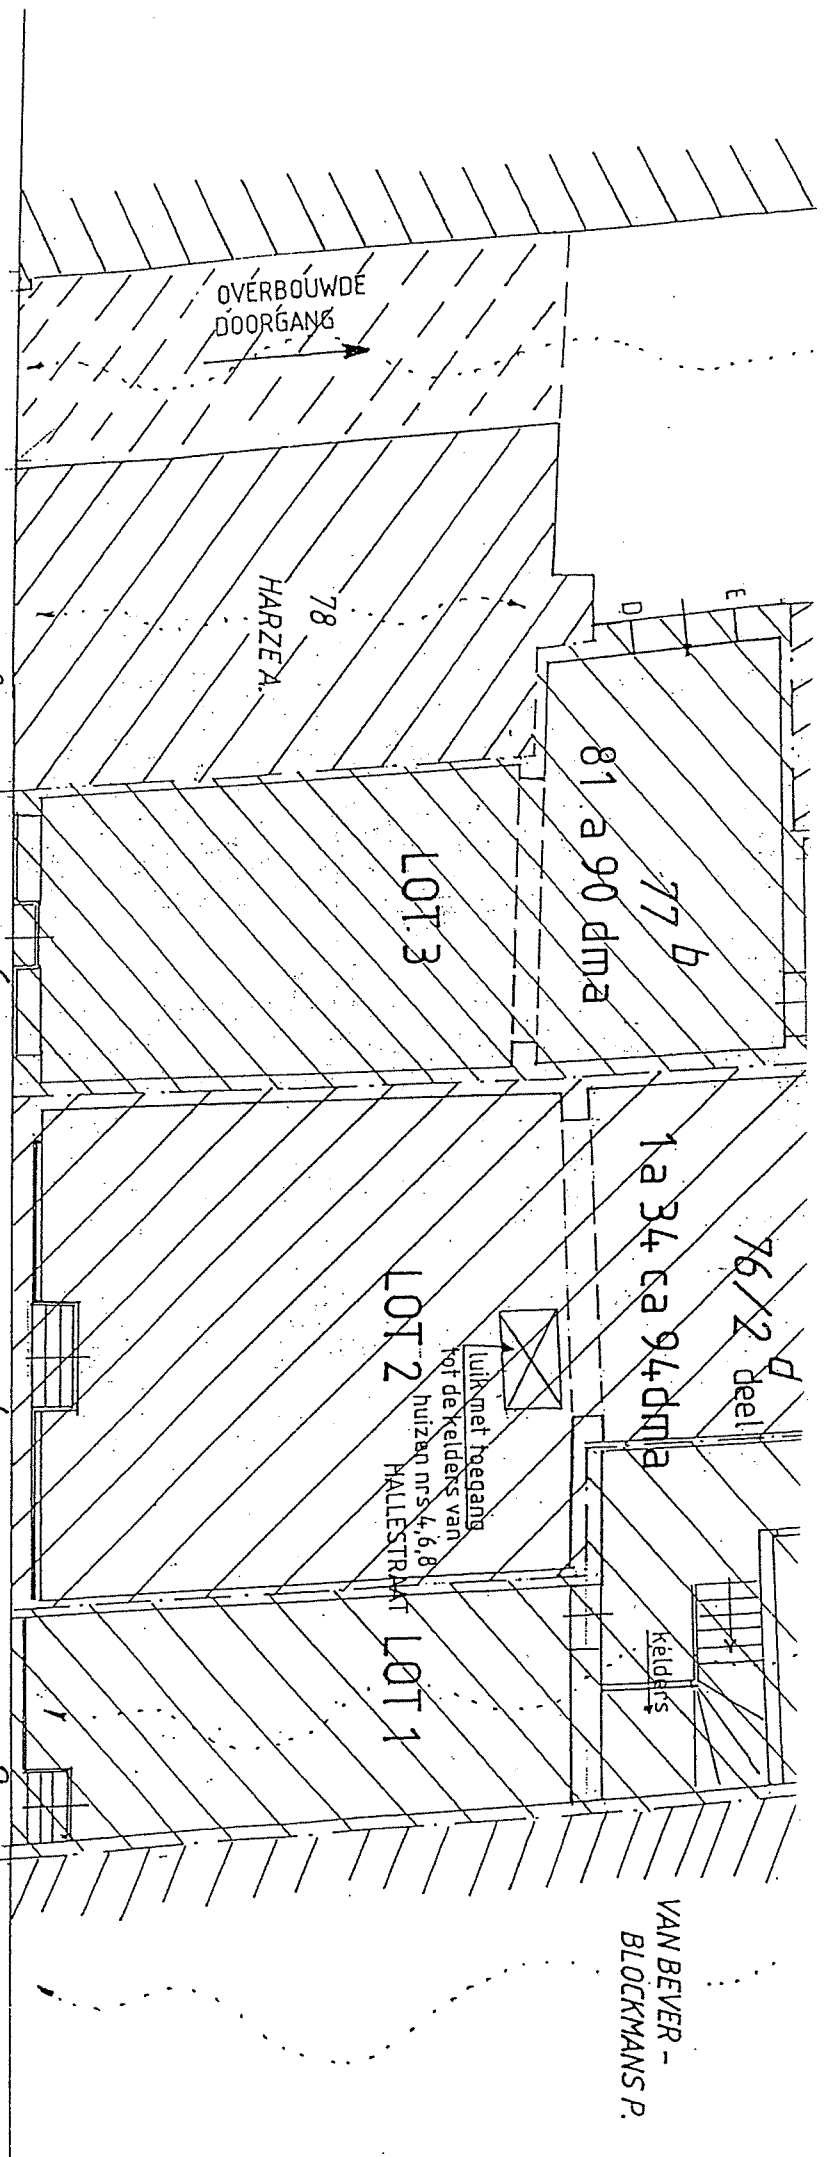 OVERBOUWDE
DOORGANG
78
HARZE A.
E
D
77 b
81 a 90 dma
LOT 3
76/2 d deel
1 a 34 ca 94 dma
LOT 2
luik met toegang
tot de kelders van
huizen nrs 4,6,8
HALLESTRAAT
LOT 1
kelders
VAN BEVER -
BLOCKMANS P.